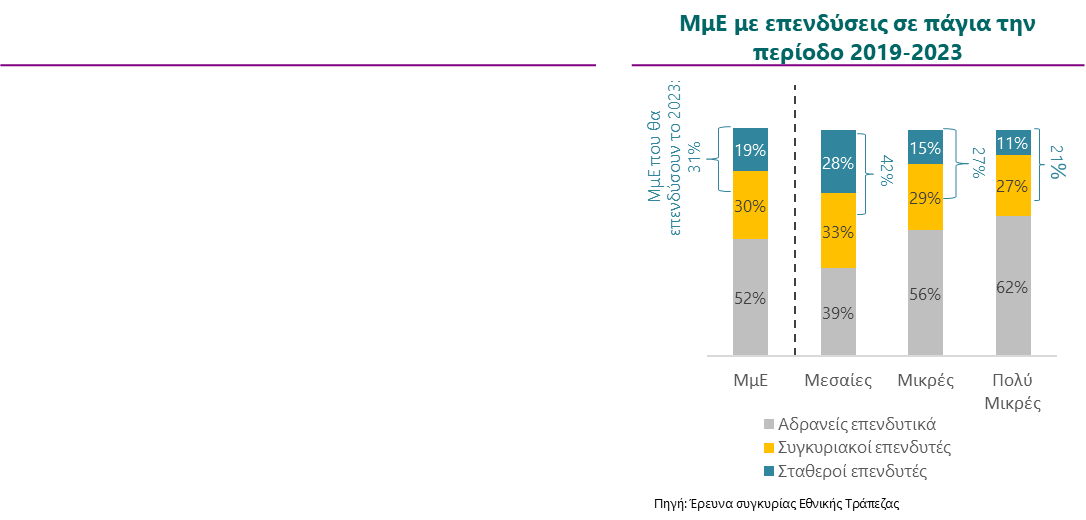 ΜμΕ με επενδύσεις σε πάγια την
περίοδο 2019-2023
ΜμΕ που θα
επενδύσουν το 2023:
31%
19%
30%
52%
28%
33%
39%
42%
15%
29%
56%
27%
11%
27%
62%
21%
ΜμΕ
Μεσαίες
Μικρές
Πολύ
Μικρές
Αδρανείς επενδυτικά
Συγκυριακοί επενδυτές
Σταθεροί επενδυτές
Πηγή: Έρευνα συγκυρίας Εθνικής Τράπεζας